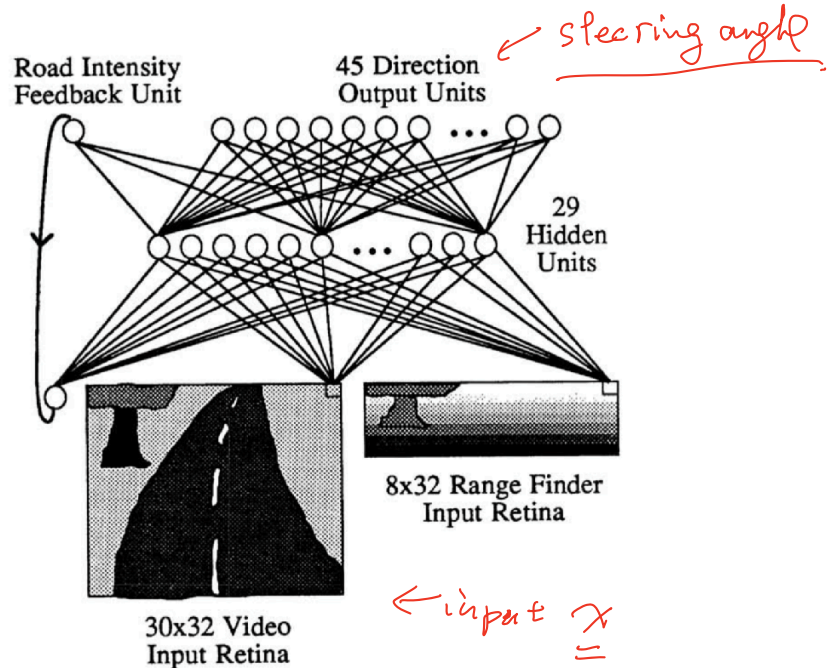 steering angle
Road Intensity
Feedback Unit
45 Direction
Output Units
29
Hidden
Units
8x32 Range Finder
Input Retina
input x
30x32 Video
Input Retina